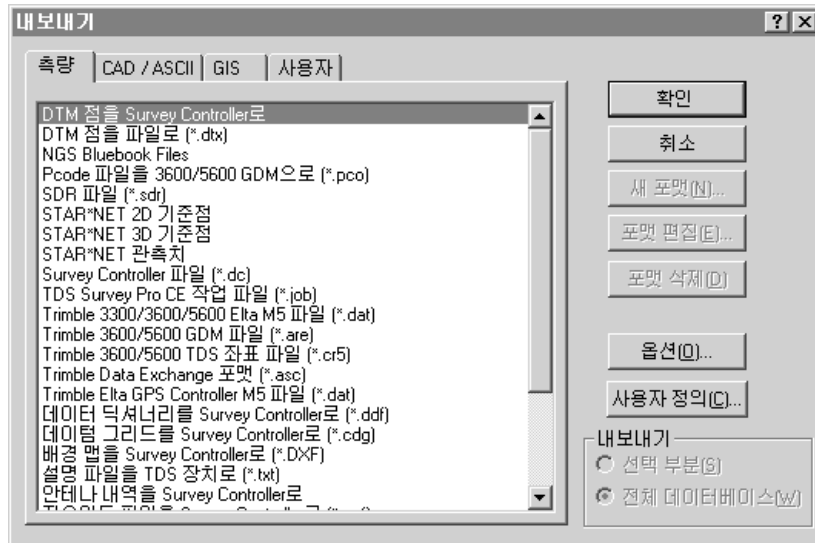 내보내기
측량
CAD / ASCII
GIS
사용자
DTM 점을 Survey Controller로
DTM 점을 파일로 (*.dtx)
NGS Bluebook Files
Pcode 파일을 3600/5600 GDM으로 (*.pco)
SDR 파일 (*.sdr)
STAR*NET 2D 기준점
STAR*NET 3D 기준점
STAR*NET 관측치
Survey Controller 파일 (*.dc)
TDS Survey Pro CE 작업 파일 (*.job)
Trimble 3300/3600/5600 Elta M5 파일 (*.dat)
Trimble 3600/5600 GDM 파일 (*.are)
Trimble 3600/5600 TDS 좌표 파일 (*.cr5)
Trimble Data Exchange 포맷 (*.asc)
Trimble Elta GPS Controller M5 파일 (*.dat)
데이터 딕셔너리를 Survey Controller로 (*.ddf)
데이텀 그리드를 Survey Controller로 (*.cdg)
배경 맵을 Survey Controller로 (*.DXF)
설명 파일을 TDS 장치로 (*.txt)
안테나 내역을 Survey Controller로
확인
취소
새 포맷(N)...
포맷 편집(E)...
포맷 삭제(D)
옵션(O)...
사용자 정의(C)...
내보내기
선택 부분(S)
전체 데이터베이스(W)